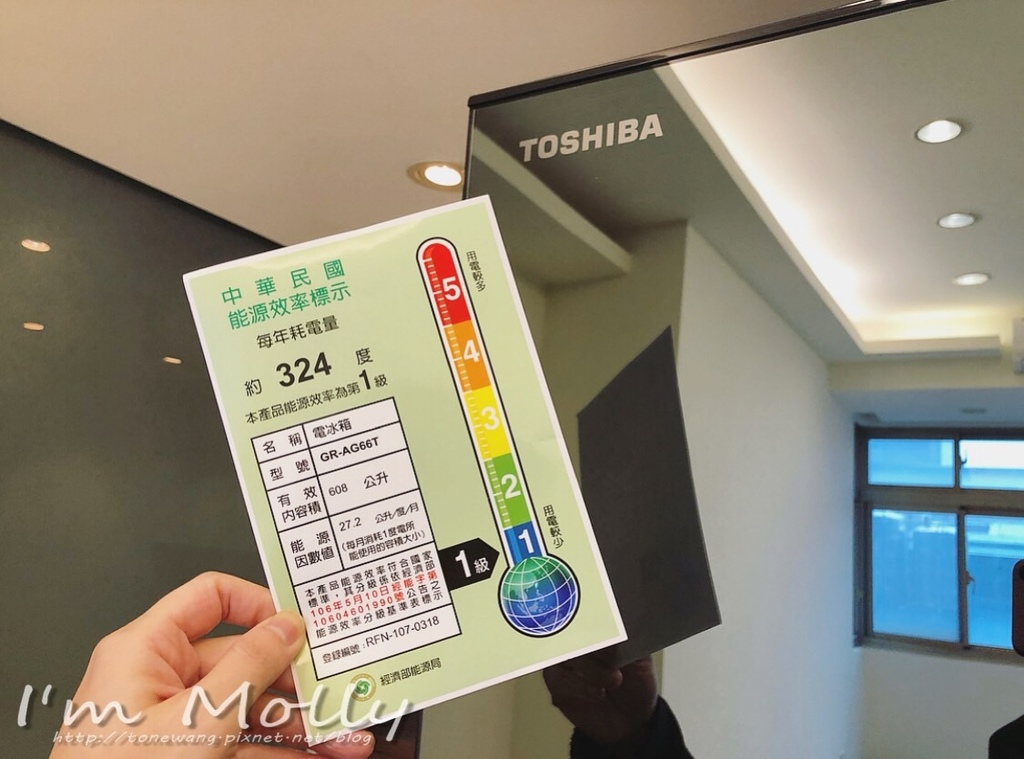 TOSHIBA
中華民國
能源效率標示
每年耗電量
約 324 度
本產品能源效率為第1級
名稱 電冰箱
型號 GR-AG66T
有效內容積 608 公升
能源因數值 27.2 公升/度/月
(每月消耗1度電所
能使用的容積大小)
本產品能源效率符合國家
標準,其分級係依經濟部
106年5月10日經能字第
10604601990號公告之
能源效率分級基準表標示
登錄編號:RFN-107-0318
經濟部能源局
用電較多
5
4
3
2
1
用電較少
1級
I'm Molly
http://tonewang.pixnet.net/blog